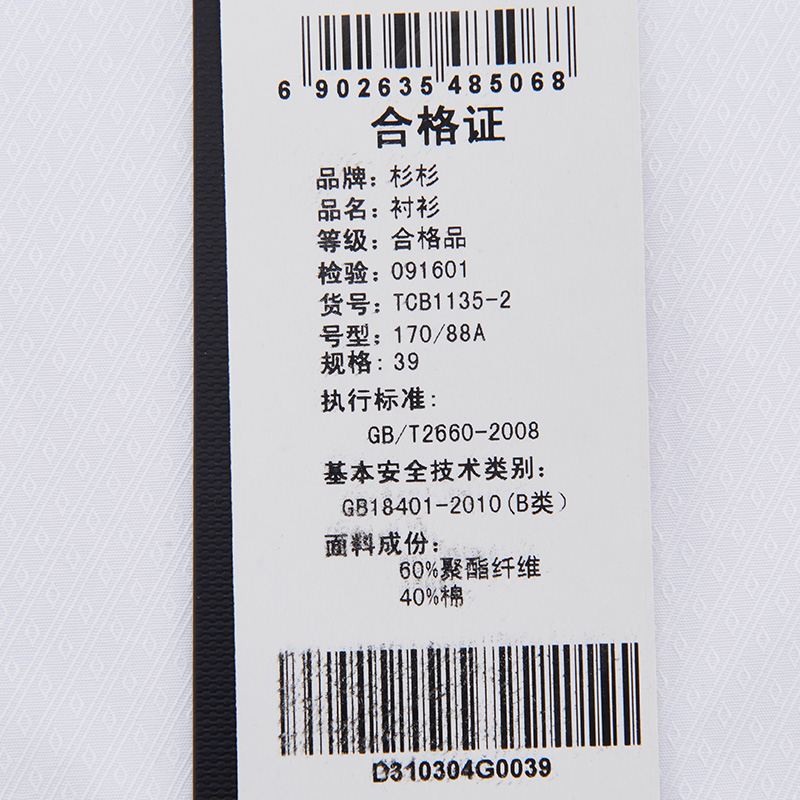 6 902635 485068
合格证
品牌：杉杉
品名：衬衫
等级：合格品
检验：091601
货号：TCB1135-2
号型：170/88A
规格：39
执行标准：
GB/T2660-2008
基本安全技术类别：
GB18401-2010(B类)
面料成份：
60%聚酯纤维
40%棉
D310304G0039